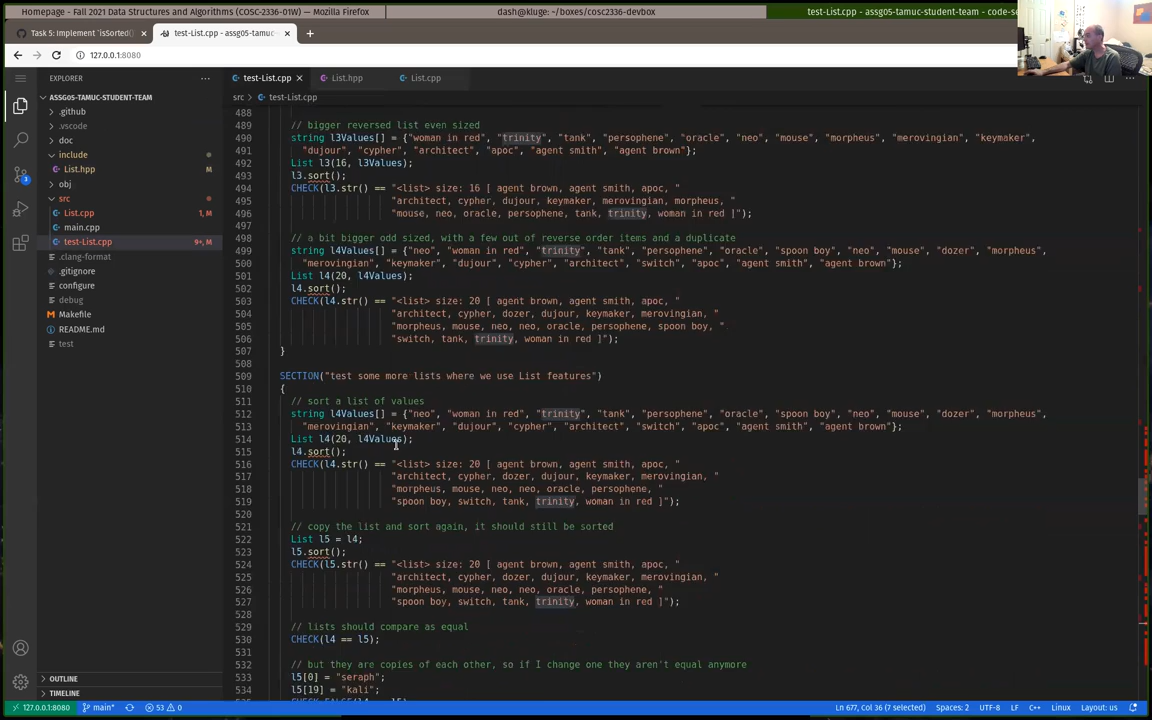 Homepage - Fall 2021 Data Structures and Algorithms (COSC-2336-01W) — Mozilla Firefox
dash@kluge: ~/boxes/cosc2336-devbox
test-List.cpp - assg05-tamuc-student-team - code-se
Task 5: Implement `isSorted()
test-List.cpp - assg05-tamuc-
127.0.0.1:8080
EXPLORER
test-List.cpp
List.hpp
List.cpp
ASSG05-TAMUC-STUDENT-TEAM
src > test-List.cpp
.github
.vscode
doc
include
List.hpp M
obj
src
List.cpp 1, M
main.cpp
test-List.cpp 9+, M
.clang-format
.gitignore
configure
debug
Makefile
README.md
test
OUTLINE
TIMELINE
488
489 // bigger reversed list even sized
490 string l3Values[] = {"woman in red", "trinity", "tank", "persophene", "oracle", "neo", "mouse", "morpheus", "merovingian", "keymaker",
491 "dujour", "cypher", "architect", "apoc", "agent smith", "agent brown"};
492 List l3(16, l3Values);
493 l3.sort();
494 CHECK(l3.str() == "<list> size: 16 [ agent brown, agent smith, apoc, "
495 "architect, cypher, dujour, keymaker, merovingian, morpheus, "
496 "mouse, neo, oracle, persophene, tank, trinity, woman in red ]");
497
498 // a bit bigger odd sized, with a few out of reverse order items and a duplicate
499 string l4Values[] = {"neo", "woman in red", "trinity", "tank", "persophene", "oracle", "spoon boy", "neo", "mouse", "dozer", "morpheus",
500 "merovingian", "keymaker", "dujour", "cypher", "architect", "switch", "apoc", "agent smith", "agent brown"};
501 List l4(20, l4Values);
502 l4.sort();
503 CHECK(l4.str() == "<list> size: 20 [ agent brown, agent smith, apoc, "
504 "architect, cypher, dozer, dujour, keymaker, merovingian, "
505 "morpheus, mouse, neo, neo, oracle, persophene, spoon boy, "
506 "switch, tank, trinity, woman in red ]");
507 }
508
509 SECTION("test some more lists where we use List features")
510 {
511 // sort a list of values
512 string l4Values[] = {"neo", "woman in red", "trinity", "tank", "persophene", "oracle", "spoon boy", "neo", "mouse", "dozer", "morpheus",
513 "merovingian", "keymaker", "dujour", "cypher", "architect", "switch", "apoc", "agent smith", "agent brown"};
514 List l4(20, l4Values);
515 l4.sort();
516 CHECK(l4.str() == "<list> size: 20 [ agent brown, agent smith, apoc, "
517 "architect, cypher, dozer, dujour, keymaker, merovingian, "
518 "morpheus, mouse, neo, neo, oracle, persophene, "
519 "spoon boy, switch, tank, trinity, woman in red ]");
520
521 // copy the list and sort again, it should still be sorted
522 List l5 = l4;
523 l5.sort();
524 CHECK(l5.str() == "<list> size: 20 [ agent brown, agent smith, apoc, "
525 "architect, cypher, dozer, dujour, keymaker, merovingian, "
526 "morpheus, mouse, neo, neo, oracle, persophene, "
527 "spoon boy, switch, tank, trinity, woman in red ]");
528
529 // lists should compare as equal
530 CHECK(l4 == l5);
531
532 // but they are copies of each other, so if I change one they aren't equal anymore
533 l5[0] = "seraph";
534 l5[19] = "kali";
127.0.0.1:8080
main*
53 0
Ln 677, Col 36 (7 selected)
Spaces: 2
UTF-8
LF
C++
Linux
Layout: us